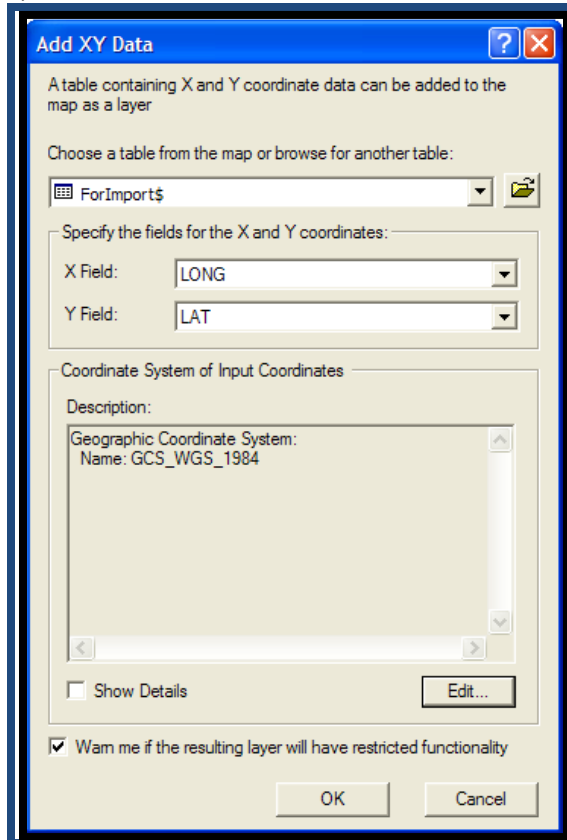 Add XY Data
A table containing X and Y coordinate data can be added to the
map as a layer
Choose a table from the map or browse for another table:
ForImport$
Specify the fields for the X and Y coordinates:
X Field: LONG
Y Field: LAT
Coordinate System of Input Coordinates
Description:
Geographic Coordinate System:
Name: GCS_WGS_1984
Show Details Edit...
Warn me if the resulting layer will have restricted functionality
OK Cancel